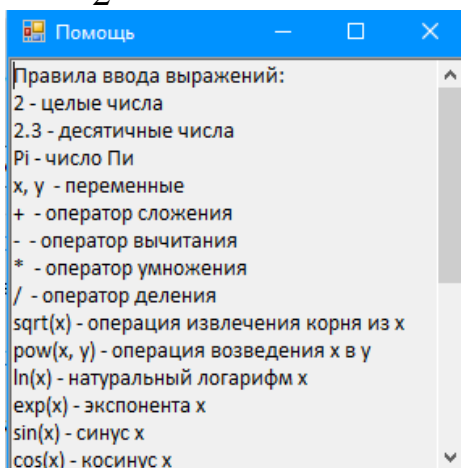 2
Помощь
Правила ввода выражений:
2 - целые числа
2.3 - десятичные числа
Pi - число Пи
x, y  - переменные
+  - оператор сложения
-  - оператор вычитания
*  - оператор умножения
/  - оператор деления
sqrt(x) - операция извлечения корня из x
pow(x, y) - операция возведения x в y
ln(x) - натуральный логарифм x
exp(x) - экспонента x
sin(x) - синус x
cos(x) - косинус x